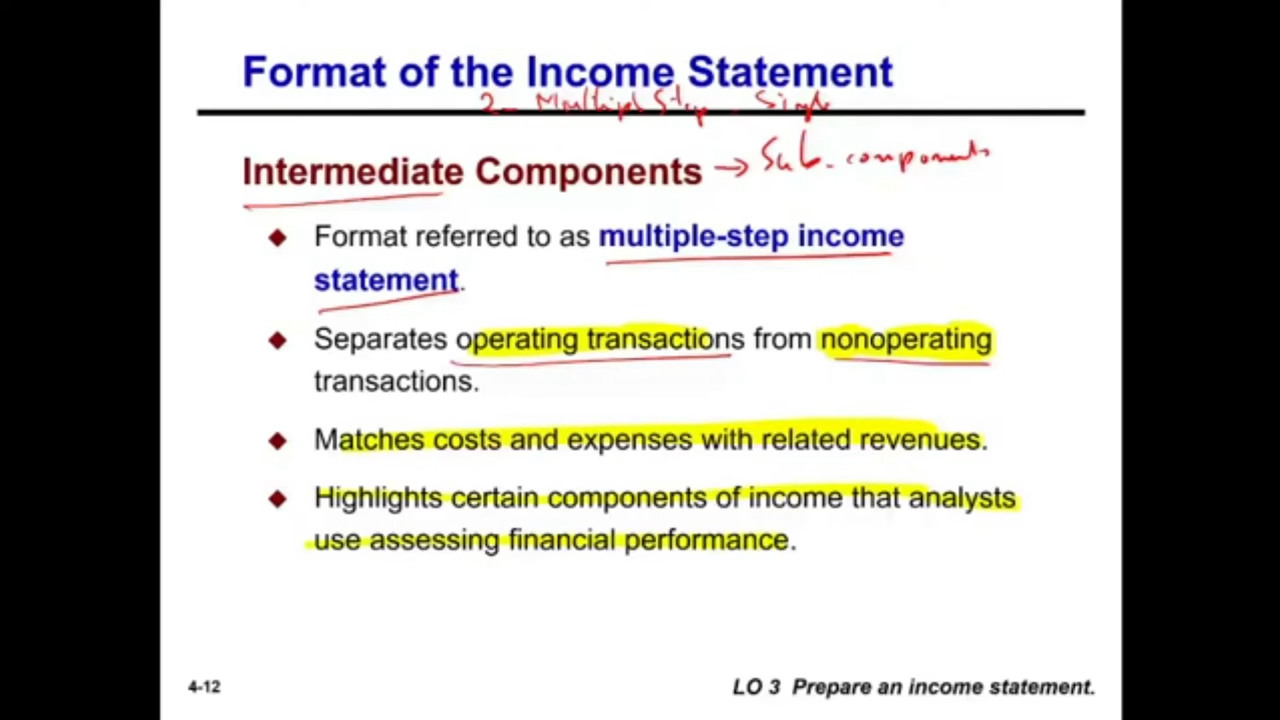 Format of the Income Statement
2- Multiple Step - Single
Intermediate Components → Sub-components
◆ Format referred to as multiple-step income
statement.
◆ Separates operating transactions from nonoperating
transactions.
◆ Matches costs and expenses with related revenues.
◆ Highlights certain components of income that analysts
use assessing financial performance.
4-12
LO 3 Prepare an income statement.